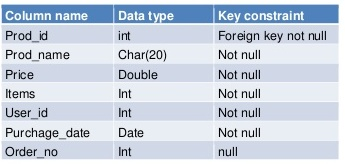 Column name Data type Key constraint
Prod_id int Foreign key not null
Prod_name Char(20) Not null
Price Double Not null
Items Int Not null
User_id Int Not null
Purchage_date Date Not null
Order_no Int null